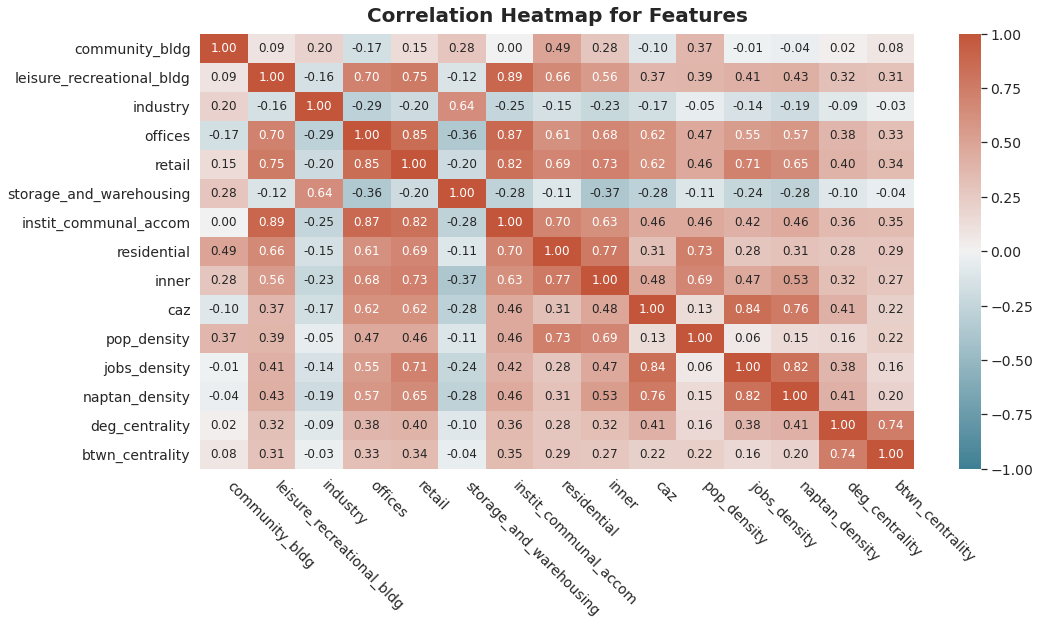 Correlation Heatmap for Features
community_bldg 1.00 0.09 0.20 -0.17 0.15 0.28 0.00 0.49 0.28 -0.10 0.37 -0.01 -0.04 0.02 0.08
leisure_recreational_bldg 0.09 1.00 -0.16 0.70 0.75 -0.12 0.89 0.66 0.56 0.37 0.39 0.41 0.43 0.32 0.31
industry 0.20 -0.16 1.00 -0.29 -0.20 0.64 -0.25 -0.15 -0.23 -0.17 -0.05 -0.14 -0.19 -0.09 -0.03
offices -0.17 0.70 -0.29 1.00 0.85 -0.36 0.87 0.61 0.68 0.62 0.47 0.55 0.57 0.38 0.33
retail 0.15 0.75 -0.20 0.85 1.00 -0.20 0.82 0.69 0.73 0.62 0.46 0.71 0.65 0.40 0.34
storage_and_warehousing 0.28 -0.12 0.64 -0.36 -0.20 1.00 -0.28 -0.11 -0.37 -0.28 -0.11 -0.24 -0.28 -0.10 -0.04
instit_communal_accom 0.00 0.89 -0.25 0.87 0.82 -0.28 1.00 0.70 0.63 0.46 0.46 0.42 0.46 0.36 0.35
residential 0.49 0.66 -0.15 0.61 0.69 -0.11 0.70 1.00 0.77 0.31 0.73 0.28 0.31 0.28 0.29
inner 0.28 0.56 -0.23 0.68 0.73 -0.37 0.63 0.77 1.00 0.48 0.69 0.47 0.53 0.32 0.27
caz -0.10 0.37 -0.17 0.62 0.62 -0.28 0.46 0.31 0.48 1.00 0.13 0.84 0.76 0.41 0.22
pop_density 0.37 0.39 -0.05 0.47 0.46 -0.11 0.46 0.73 0.69 0.13 1.00 0.06 0.15 0.16 0.22
jobs_density -0.01 0.41 -0.14 0.55 0.71 -0.24 0.42 0.28 0.47 0.84 0.06 1.00 0.82 0.38 0.16
naptan_density -0.04 0.43 -0.19 0.57 0.65 -0.28 0.46 0.31 0.53 0.76 0.15 0.82 1.00 0.41 0.20
deg_centrality 0.02 0.32 -0.09 0.38 0.40 -0.10 0.36 0.28 0.32 0.41 0.16 0.38 0.41 1.00 0.74
btwn_centrality 0.08 0.31 -0.03 0.33 0.34 -0.04 0.35 0.29 0.27 0.22 0.22 0.16 0.20 0.74 1.00
community_bldg
leisure_recreational_bldg
industry
offices
retail
storage_and_warehousing
instit_communal_accom
residential
inner
caz
pop_density
jobs_density
naptan_density
deg_centrality
btwn_centrality
1.00
0.75
0.50
0.25
0.00
−0.25
−0.50
−0.75
−1.00